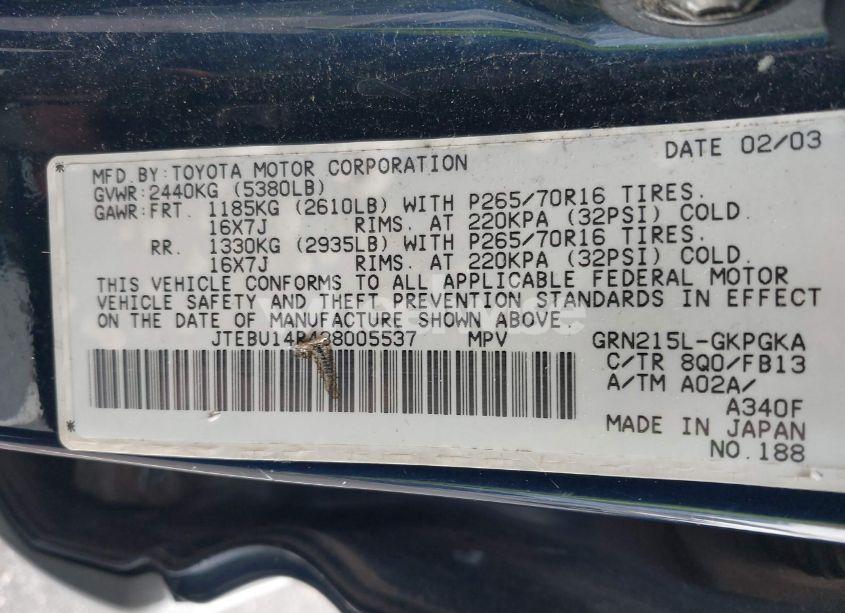 DATE 02/03
MFD.BY:TOYOTA MOTOR CORPORATION
GVWR:2440KG (5380LB)
GAWR:FRT. 1185KG (2610LB) WITH P265/70R16 TIRES.
16X7J RIMS. AT 220KPA (32PSI) COLD.
RR. 1330KG (2935LB) WITH P265/70R16 TIRES.
16X7J RIMS. AT 220KPA (32PSI) COLD.
THIS VEHICLE CONFORMS TO ALL APPLICABLE FEDERAL MOTOR
VEHICLE SAFETY AND THEFT PREVENTION STANDARDS IN EFFECT
ON THE DATE OF MANUFACTURE SHOWN ABOVE.
MPV GRN215L-GKPGKA
C/TR 8Q0/FB13
A/TM A02A/
A340F
MADE IN JAPAN
NO.188